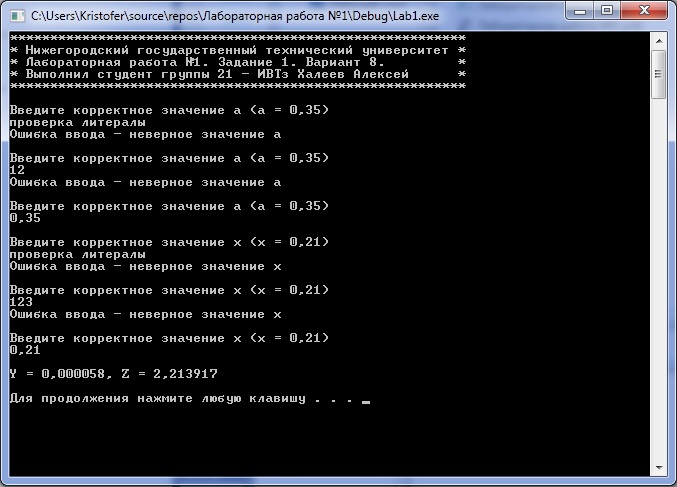 C:\Users\Kristofer\source\repos\Лабораторная работа №1\Debug\Lab1.exe
********************************************************
* Нижегородский государственный технический университет *
* Лабораторная работа №1. Задание 1. Вариант 8. *
* Выполнил студент группы 21 - ИВТз Халеев Алексей *
********************************************************
Введите корректное значение a (a = 0,35)
проверка литералы
Ошибка ввода - неверное значение a
Введите корректное значение a (a = 0,35)
12
Ошибка ввода - неверное значение a
Введите корректное значение a (a = 0,35)
0,35
Введите корректное значение x (x = 0,21)
проверка литералы
Ошибка ввода - неверное значение x
Введите корректное значение x (x = 0,21)
123
Ошибка ввода - неверное значение x
Введите корректное значение x (x = 0,21)
0,21
Y = 0,000058, Z = 2,213917
Для продолжения нажмите любую клавишу . . . _